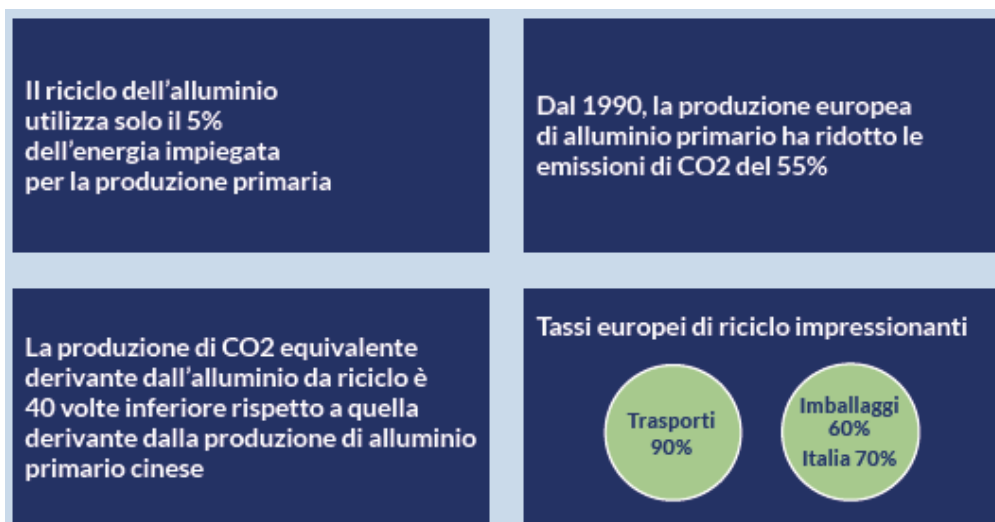 Il riciclo dell'alluminio
utilizza solo il 5%
dell'energia impiegata
per la produzione primaria
Dal 1990, la produzione europea
di alluminio primario ha ridotto le
emissioni di CO2 del 55%
La produzione di CO2 equivalente
derivante dall'alluminio da riciclo è
40 volte inferiore rispetto a quella
derivante dalla produzione di alluminio
primario cinese
Tassi europei di riciclo impressionanti
Trasporti
90%
Imballaggi
60%
Italia 70%